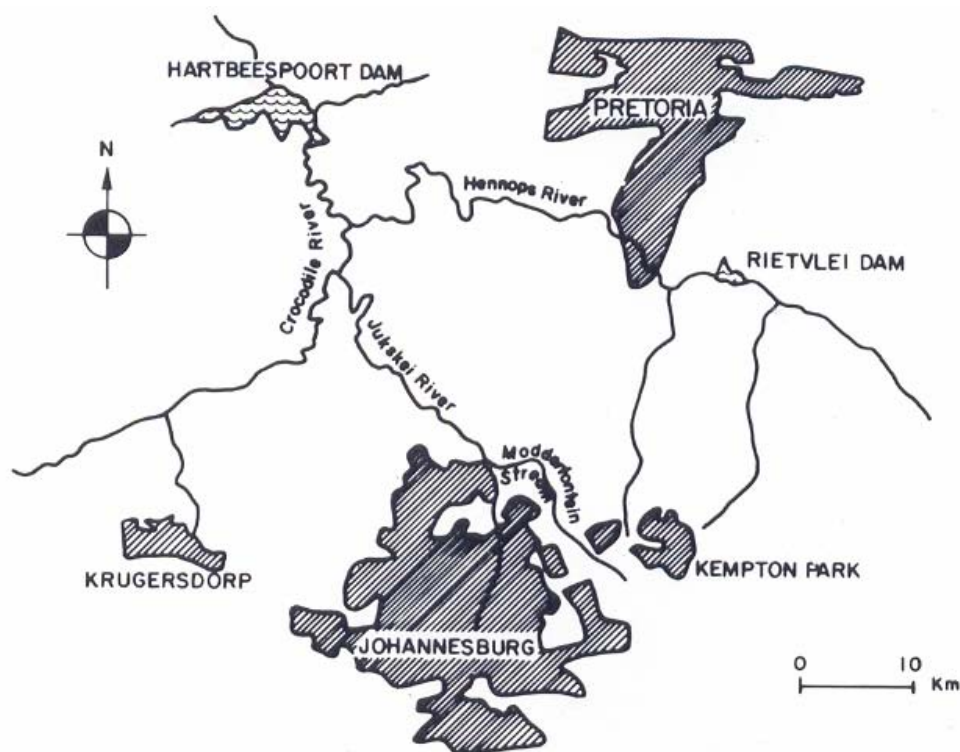 HARTBEESPOORT DAM
PRETORIA
N
Hennops River
RIETVLEI DAM
Crocodile River
Jukskei River
Modderfontein
Stream
KRUGERSDORP
KEMPTON PARK
JOHANNESBURG
0 10
Km